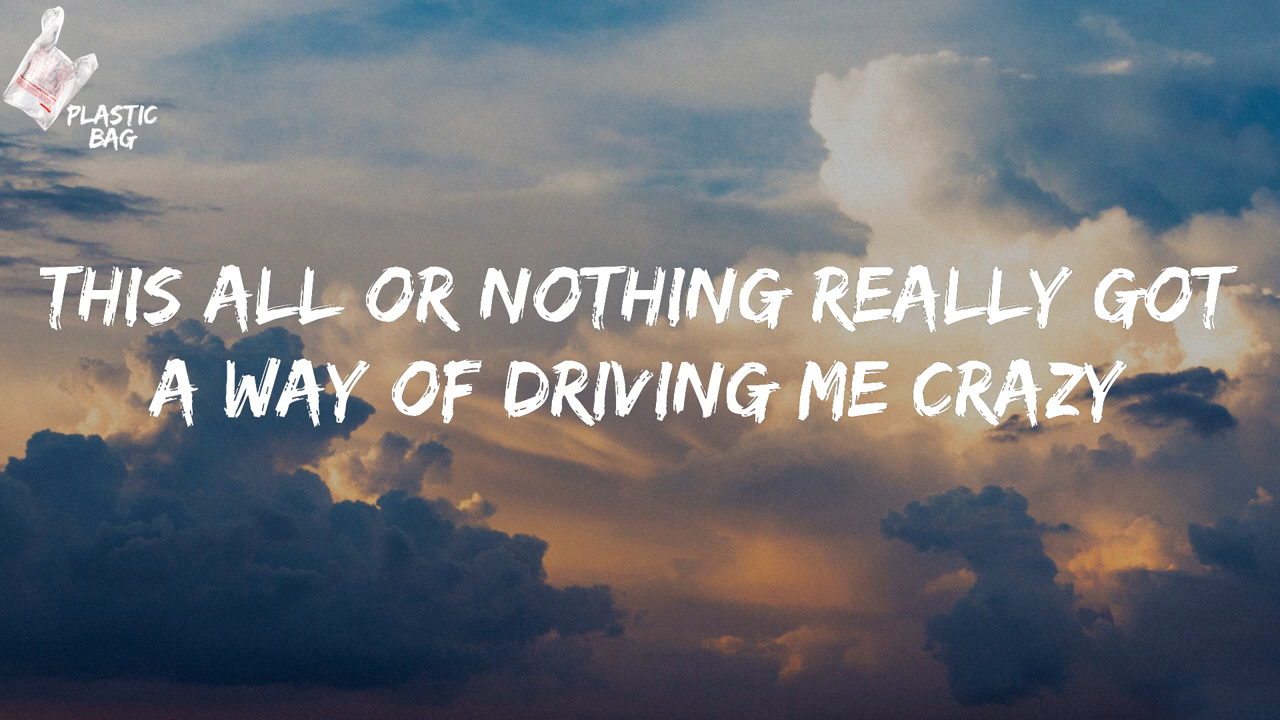 PLASTIC
BAG
THIS ALL OR NOTHING REALLY GOT
A WAY OF DRIVING ME CRAZY